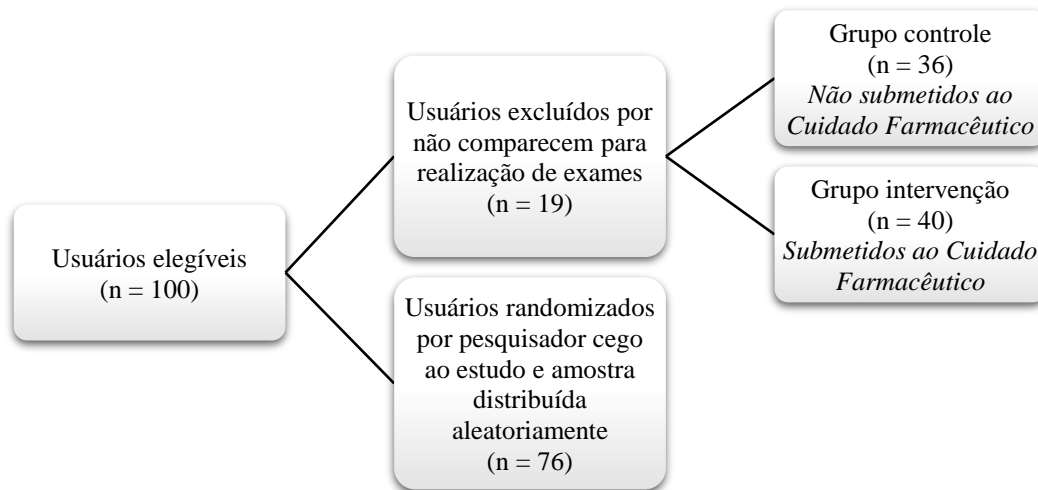 Usuários elegíveis
(n = 100)
Usuários excluídos por
não comparecem para
realização de exames
(n = 19)
Usuários randomizados
por pesquisador cego
ao estudo e amostra
distribuída
aleatoriamente
(n = 76)
Grupo controle
(n = 36)
Não submetidos ao
Cuidado Farmacêutico
Grupo intervenção
(n = 40)
Submetidos ao Cuidado
Farmacêutico